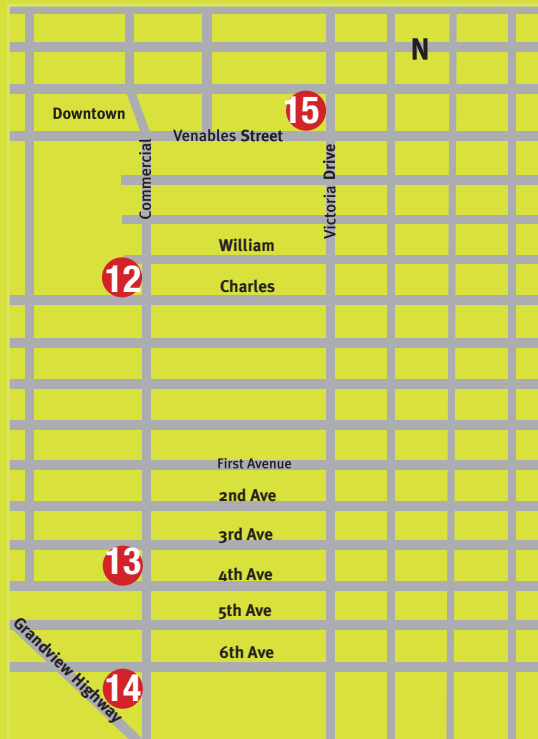 N
Downtown
15
Venables Street
Commercial
Victoria Drive
William
12
Charles
First Avenue
2nd Ave
3rd Ave
13
4th Ave
5th Ave
Grandview Highway
6th Ave
14